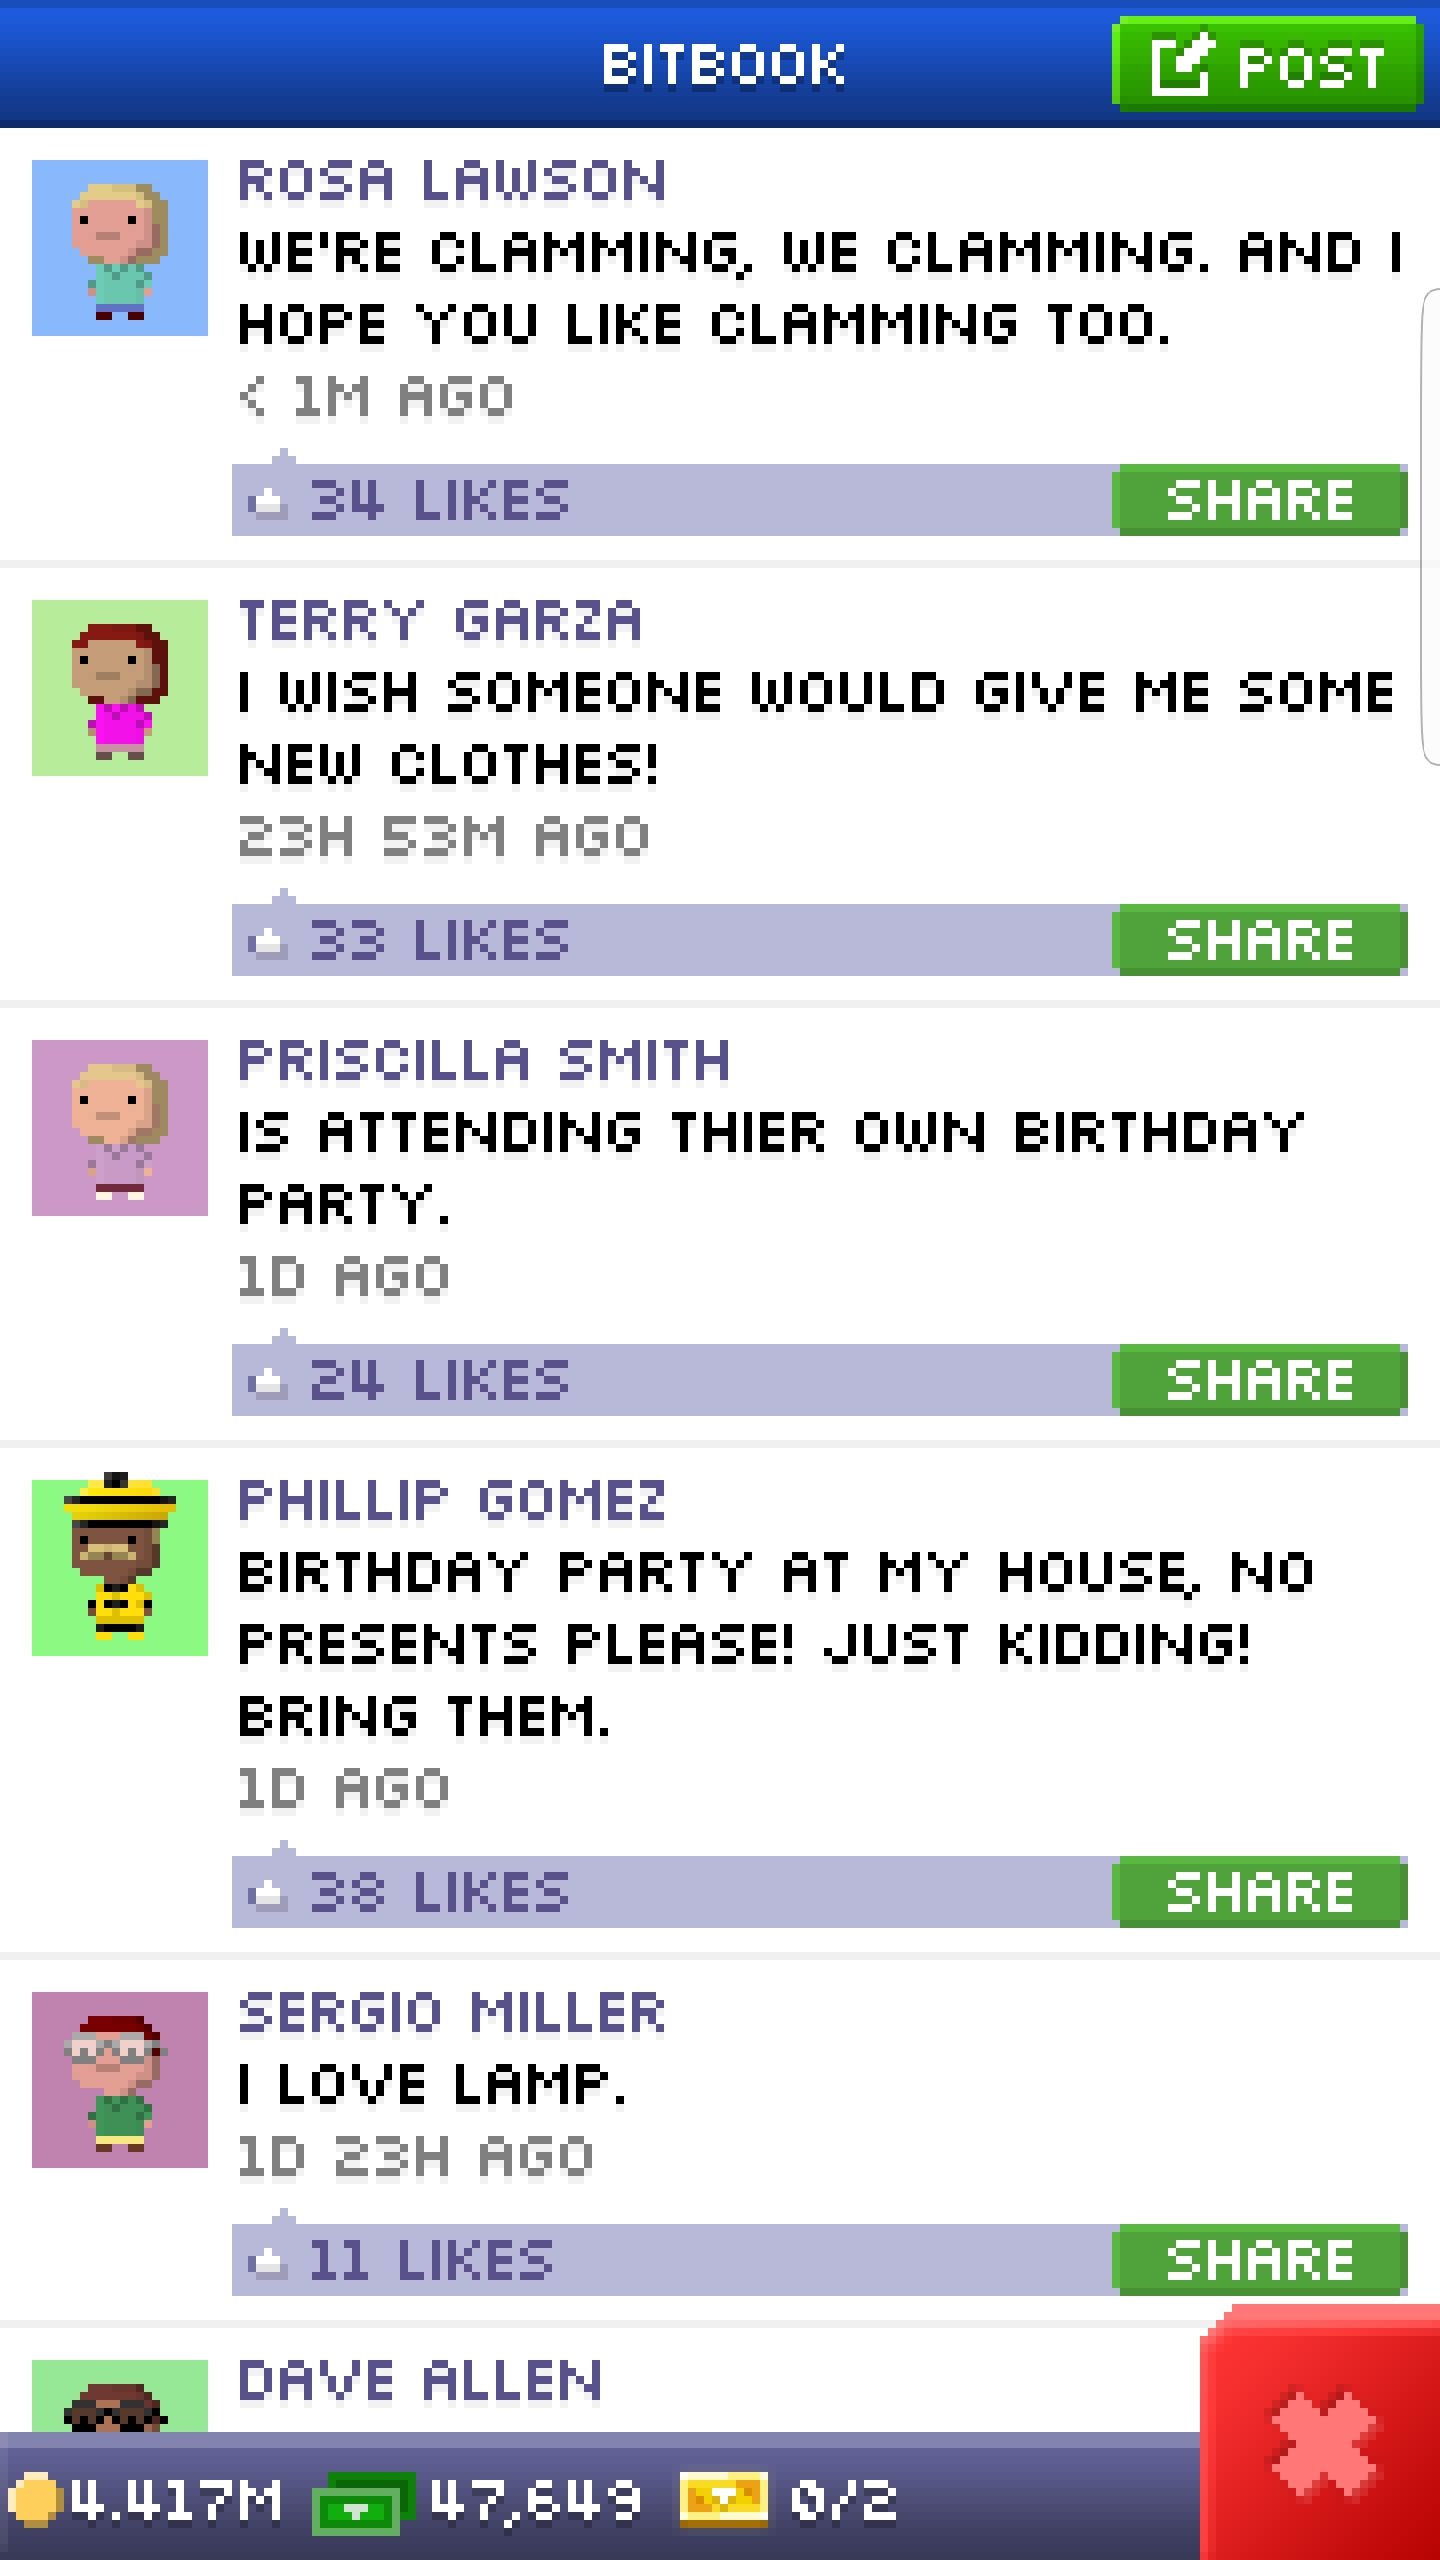 BITBOOK
POST
ROSA LAWSON
WE'RE CLAMMING, WE CLAMMING. AND I
HOPE YOU LIKE CLAMMING TOO.
< 1M AGO
34 LIKES
SHARE
TERRY GARZA
I WISH SOMEONE WOULD GIVE ME SOME
NEW CLOTHES!
23H 53M AGO
33 LIKES
SHARE
PRISCILLA SMITH
IS ATTENDING THIER OWN BIRTHDAY
PARTY.
1D AGO
24 LIKES
SHARE
PHILLIP GOMEZ
BIRTHDAY PARTY AT MY HOUSE, NO
PRESENTS PLEASE! JUST KIDDING!
BRING THEM.
1D AGO
38 LIKES
SHARE
SERGIO MILLER
I LOVE LAMP.
1D 23H AGO
11 LIKES
SHARE
DAVE ALLEN
4.417M 47,649 0/2